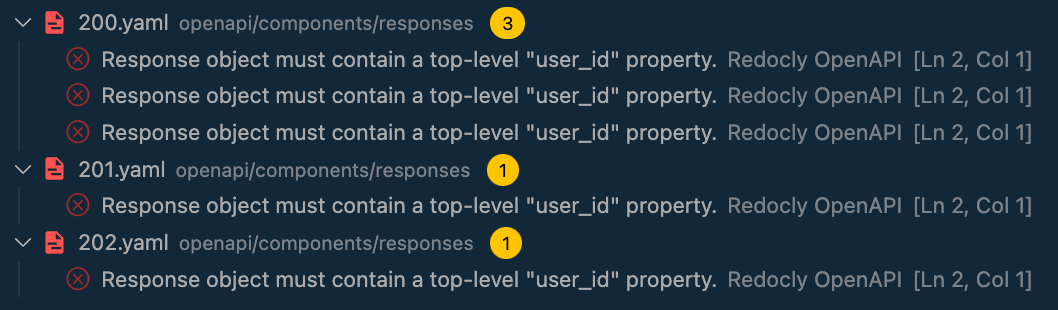 200.yaml openapi/components/responses 3
Response object must contain a top-level "user_id" property. Redocly OpenAPI [Ln 2, Col 1]
Response object must contain a top-level "user_id" property. Redocly OpenAPI [Ln 2, Col 1]
Response object must contain a top-level "user_id" property. Redocly OpenAPI [Ln 2, Col 1]
201.yaml openapi/components/responses 1
Response object must contain a top-level "user_id" property. Redocly OpenAPI [Ln 2, Col 1]
202.yaml openapi/components/responses 1
Response object must contain a top-level "user_id" property. Redocly OpenAPI [Ln 2, Col 1]